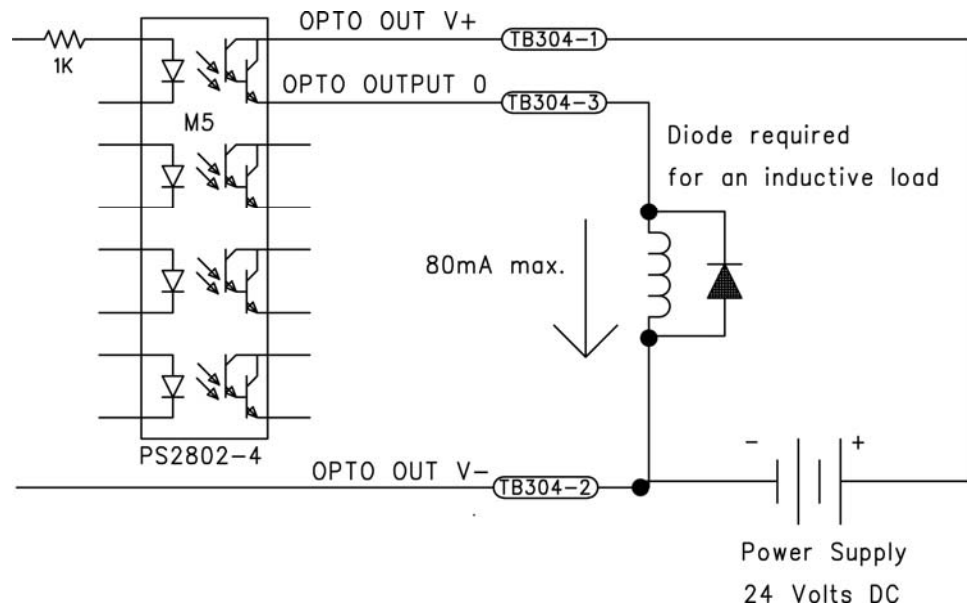 OPTO OUT V+
TB304-1
1K
OPTO OUTPUT 0
TB304-3
M5
Diode required
for an inductive load
80mA max.
PS2802-4
OPTO OUT V-
TB304-2
- +
Power Supply
24 Volts DC